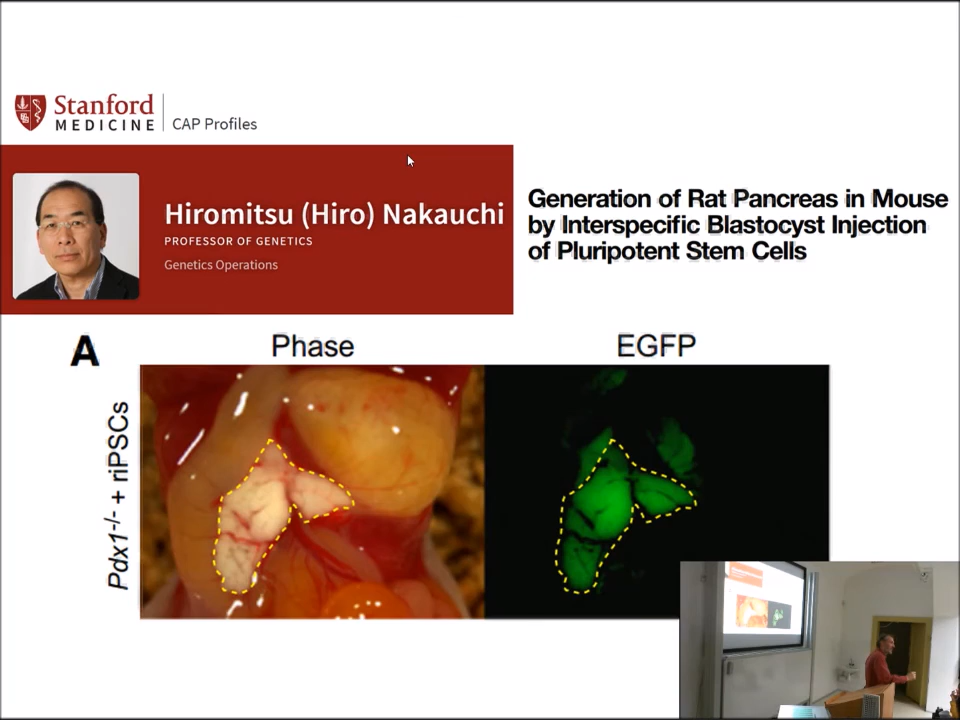 Stanford
MEDICINE
CAP Profiles
Hiromitsu (Hiro) Nakauchi
PROFESSOR OF GENETICS
Genetics Operations
Generation of Rat Pancreas in Mouse
by Interspecific Blastocyst Injection
of Pluripotent Stem Cells
A
Phase
EGFP
Pdx1-/- + riPSCs